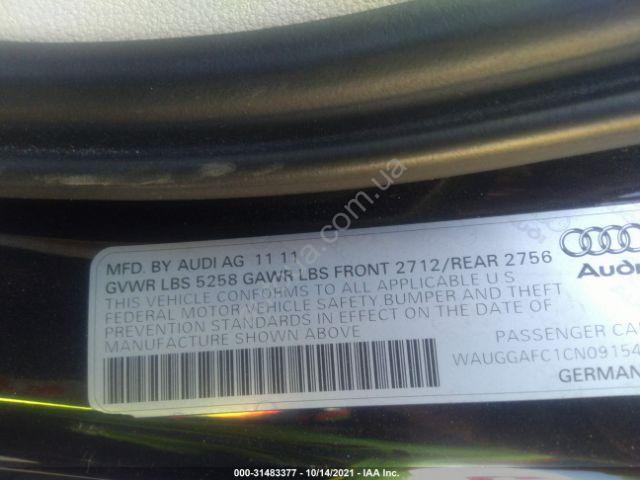 MFD. BY AUDI AG 11 11
GVWR LBS 5258 GAWR LBS FRONT 2712/REAR 2756
THIS VEHICLE CONFORMS TO ALL APPLICABLE U S
FEDERAL MOTOR VEHICLE SAFETY BUMPER AND THEFT
PREVENTION STANDARDS IN EFFECT ON THE DATE OF
MANUFACTURE SHOWN ABOVE
Audi
PASSENGER CA
WAUGGAFC1CN09154
GERMAN
000-31483377 - 10/14/2021 - IAA Inc.